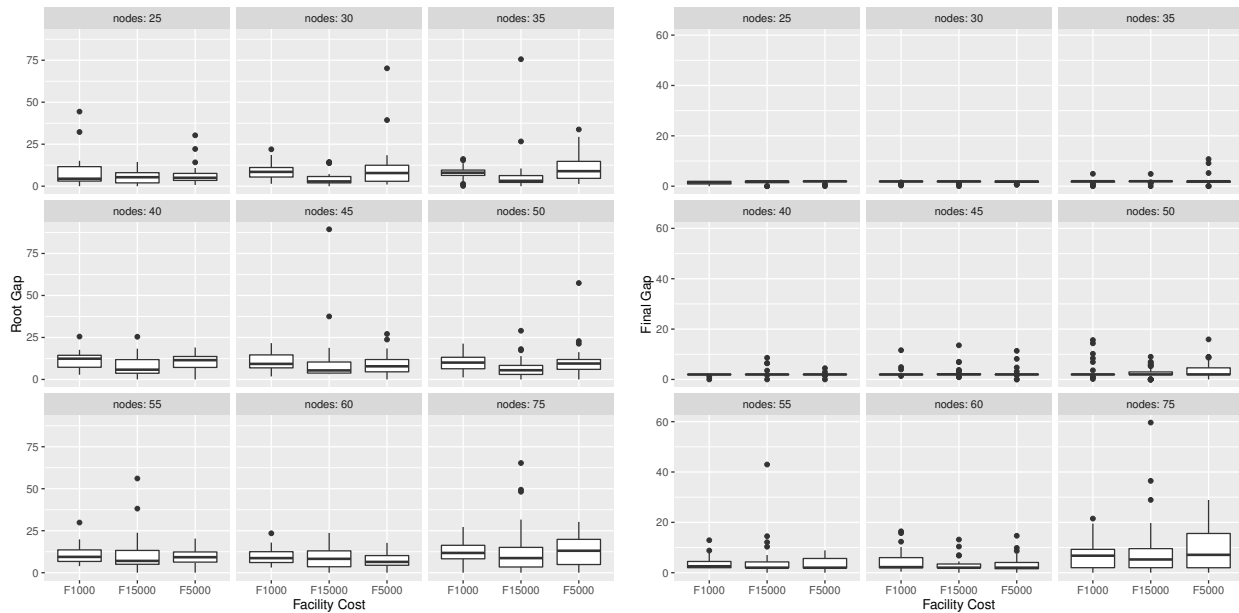 nodes: 25 nodes: 30 nodes: 35
75
50
25
0
nodes: 40 nodes: 45 nodes: 50
75
50
25
0
nodes: 55 nodes: 60 nodes: 75
75
50
25
0
F1000 F15000 F5000 F1000 F15000 F5000 F1000 F15000 F5000
Facility Cost
Root Gap
nodes: 25 nodes: 30 nodes: 35
60
40
20
0
nodes: 40 nodes: 45 nodes: 50
60
40
20
0
nodes: 55 nodes: 60 nodes: 75
60
40
20
0
F1000 F15000 F5000 F1000 F15000 F5000 F1000 F15000 F5000
Facility Cost
Final Gap